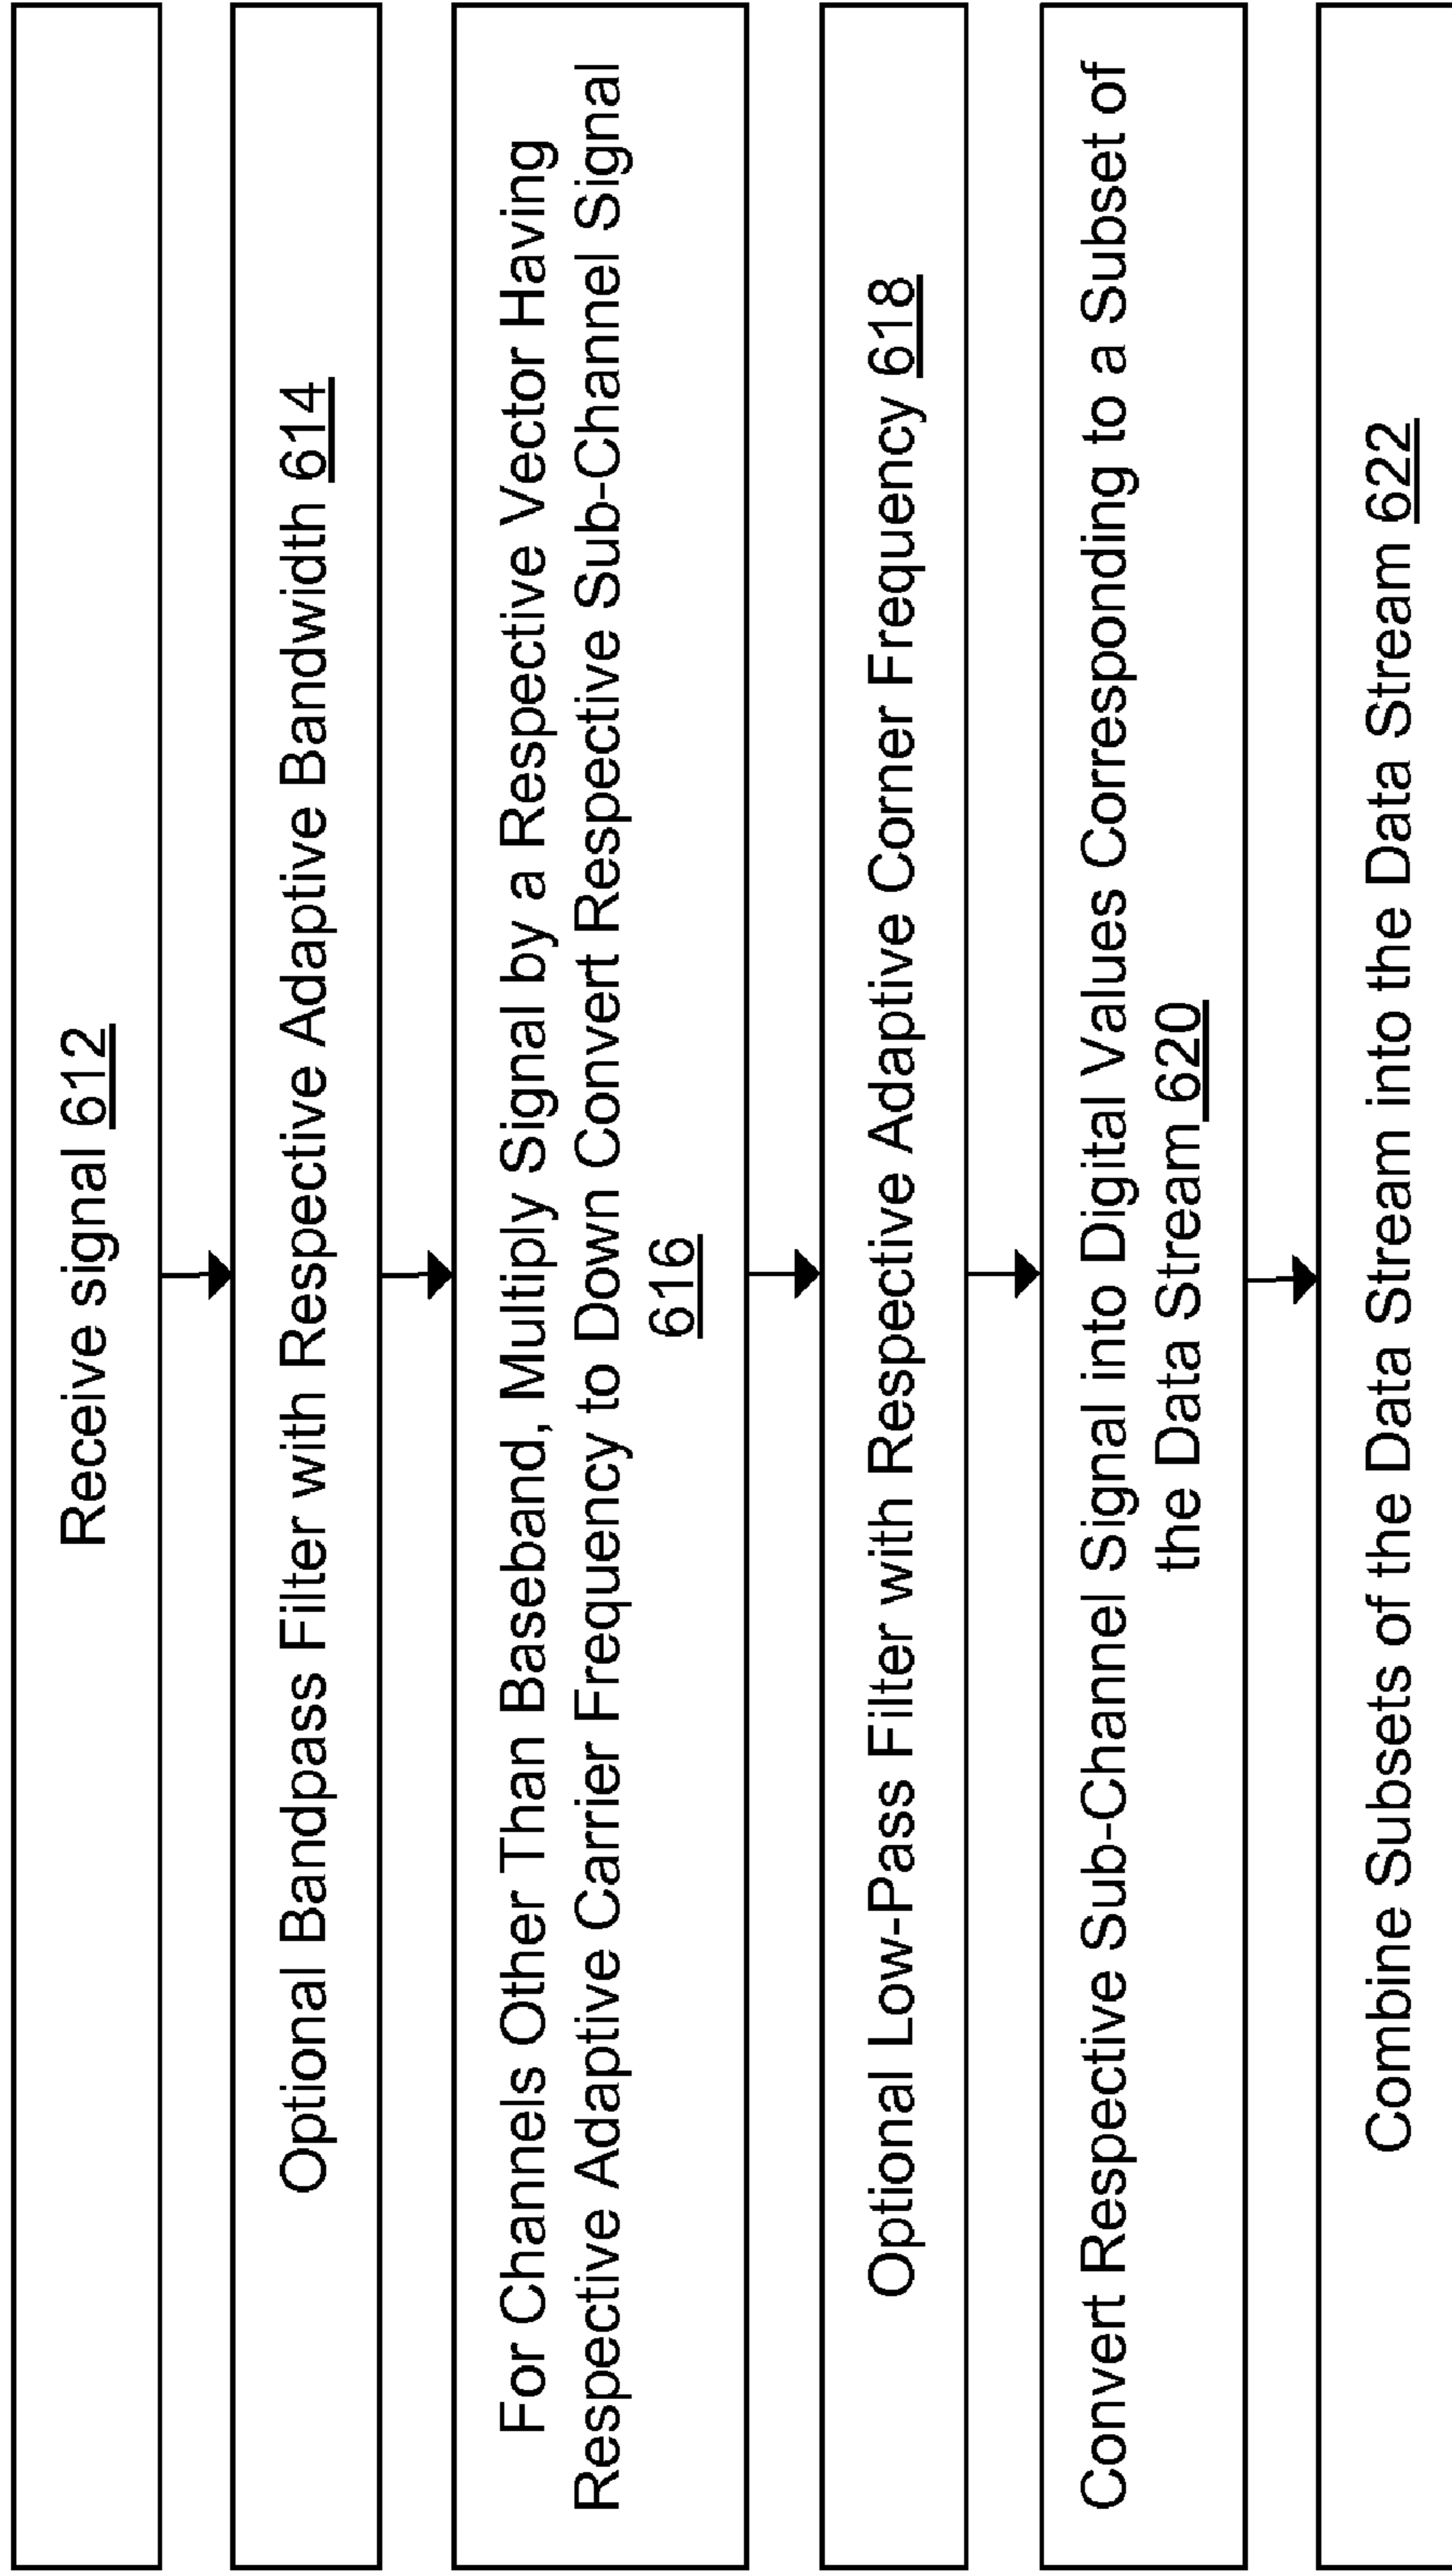 Receive signal 612
Optional Bandpass Filter with Respective Adaptive Bandwidth 614
For Channels Other Than Baseband, Multiply Signal by a Respective Vector Having
Respective Adaptive Carrier Frequency to Down Convert Respective Sub-Channel Signal
616
Optional Low-Pass Filter with Respective Adaptive Corner Frequency 618
Convert Respective Sub-Channel Signal into Digital Values Corresponding to a Subset of
the Data Stream 620
Combine Subsets of the Data Stream into the Data Stream 622